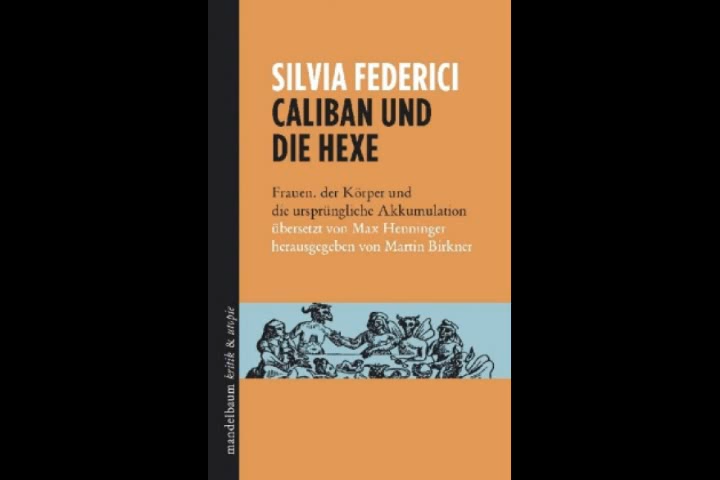 SILVIA FEDERICI
CALIBAN UND
DIE HEXE
Frauen, der Körper und
die ursprüngliche Akkumulation
übersetzt von Max Henninger
herausgegeben von Martin Birkner
mandelbaum kritik & utopie